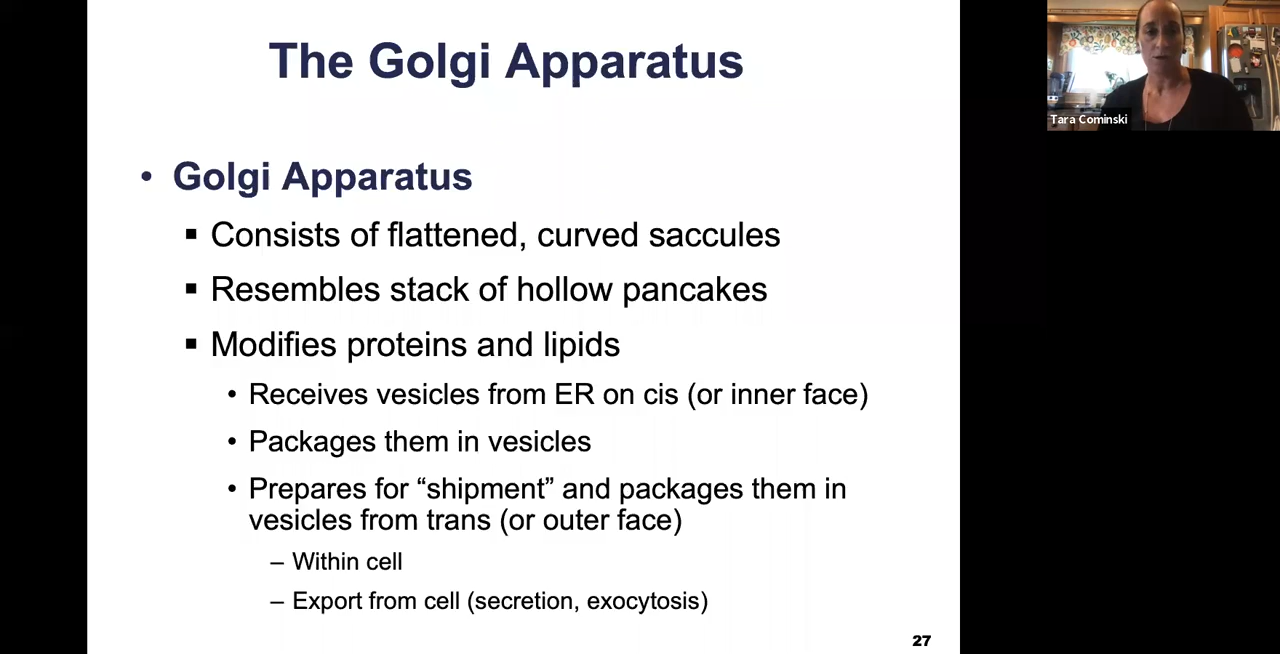 The Golgi Apparatus
Tara Cominski
• Golgi Apparatus
▪ Consists of flattened, curved saccules
▪ Resembles stack of hollow pancakes
▪ Modifies proteins and lipids
• Receives vesicles from ER on cis (or inner face)
• Packages them in vesicles
• Prepares for “shipment” and packages them in
vesicles from trans (or outer face)
– Within cell
– Export from cell (secretion, exocytosis)
27